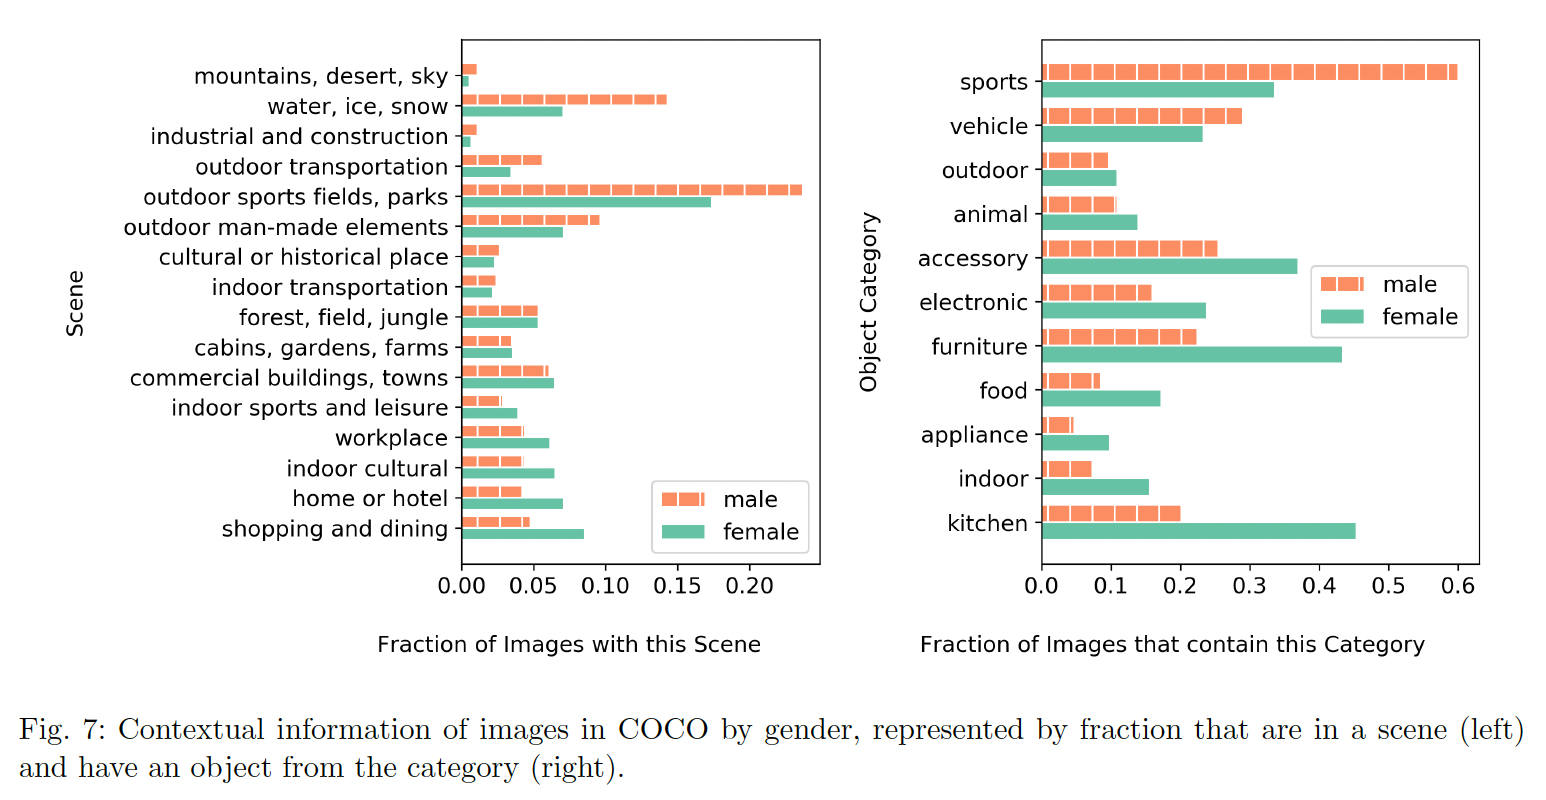 Scene
mountains, desert, sky
water, ice, snow
industrial and construction
outdoor transportation
outdoor sports fields, parks
outdoor man-made elements
cultural or historical place
indoor transportation
forest, field, jungle
cabins, gardens, farms
commercial buildings, towns
indoor sports and leisure
workplace
indoor cultural
home or hotel
shopping and dining
male
female
0.00 0.05 0.10 0.15 0.20
Fraction of Images with this Scene
Object Category
sports
vehicle
outdoor
animal
accessory
electronic
furniture
food
appliance
indoor
kitchen
male
female
0.0 0.1 0.2 0.3 0.4 0.5 0.6
Fraction of Images that contain this Category
Fig. 7: Contextual information of images in COCO by gender, represented by fraction that are in a scene (left)
and have an object from the category (right).